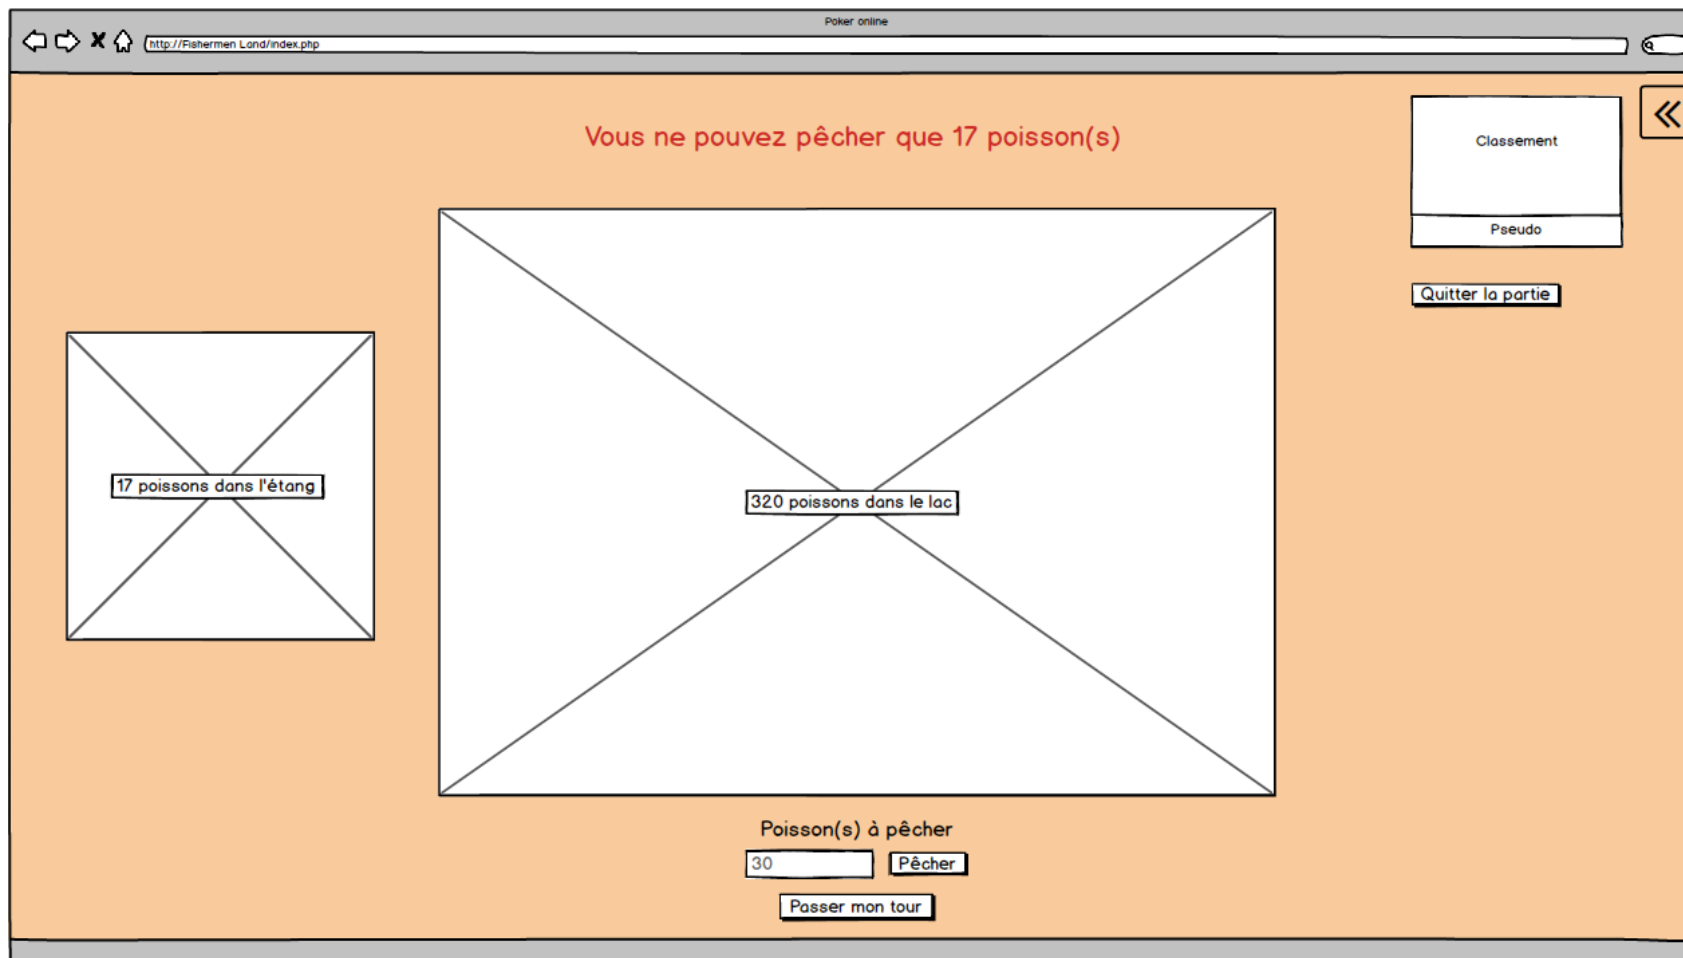 Poker online
http://Fishermen Land/index.php
Vous ne pouvez pêcher que 17 poisson(s)
Classement
Pseudo
Quitter la partie
17 poissons dans l'étang
320 poissons dans le lac
Poisson(s) à pêcher
30
Pêcher
Passer mon tour